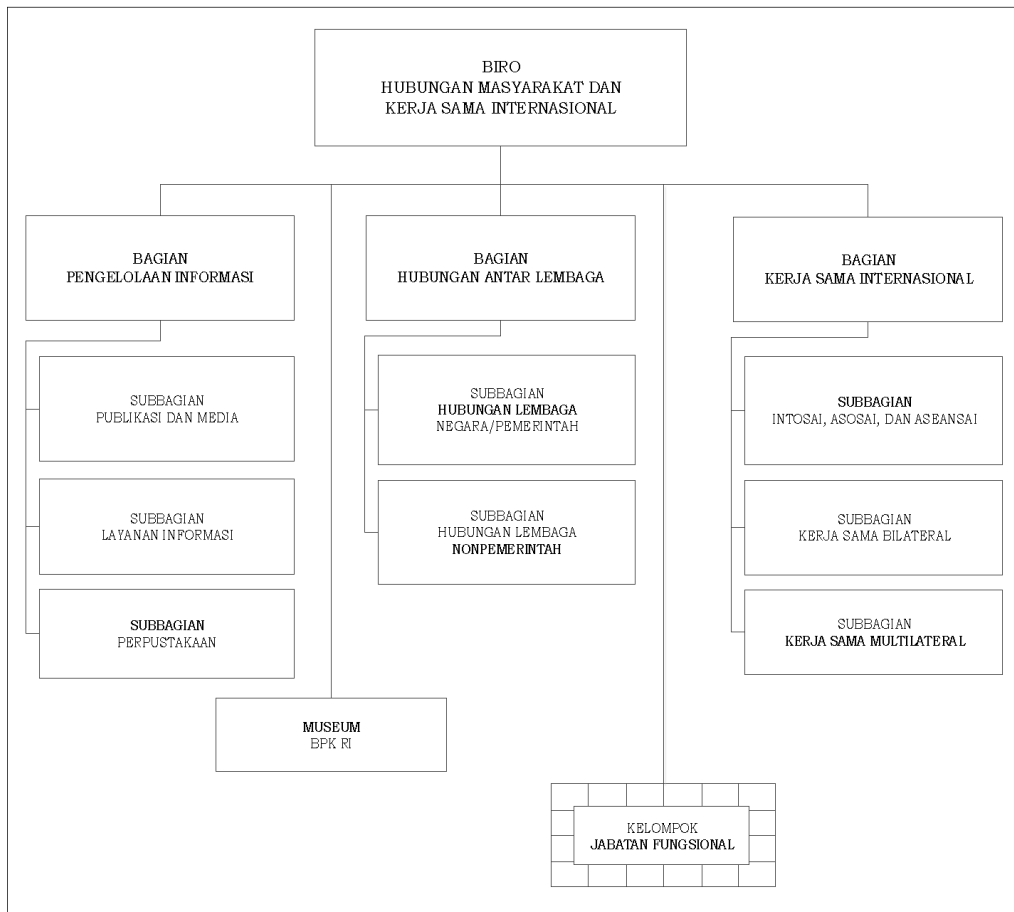 BIRO
HUBUNGAN MASYARAKAT DAN
KERJA SAMA INTERNASIONAL
BAGIAN
PENGELOLAAN INFORMASI
BAGIAN
HUBUNGAN ANTAR LEMBAGA
BAGIAN
KERJA SAMA INTERNASIONAL
SUBBAGIAN
PUBLIKASI DAN MEDIA
SUBBAGIAN
LAYANAN INFORMASI
SUBBAGIAN
PERPUSTAKAAN
SUBBAGIAN
HUBUNGAN LEMBAGA
NEGARA/PEMERINTAH
SUBBAGIAN
HUBUNGAN LEMBAGA
NONPEMERINTAH
SUBBAGIAN
INTOSAI, ASOSAI, DAN ASEANSAI
SUBBAGIAN
KERJA SAMA BILATERAL
SUBBAGIAN
KERJA SAMA MULTILATERAL
MUSEUM
BPK RI
KELOMPOK
JABATAN FUNGSIONAL